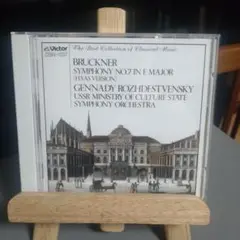 Victor
The Best Collection of Classical Music
BRUCKNER
SYMPHONY NO.7 IN E MAJOR
(HAAS VERSION)
GENNADY ROZHDESTVENSKY
USSR MINISTRY OF CULTURE STATE
SYMPHONY ORCHESTRA